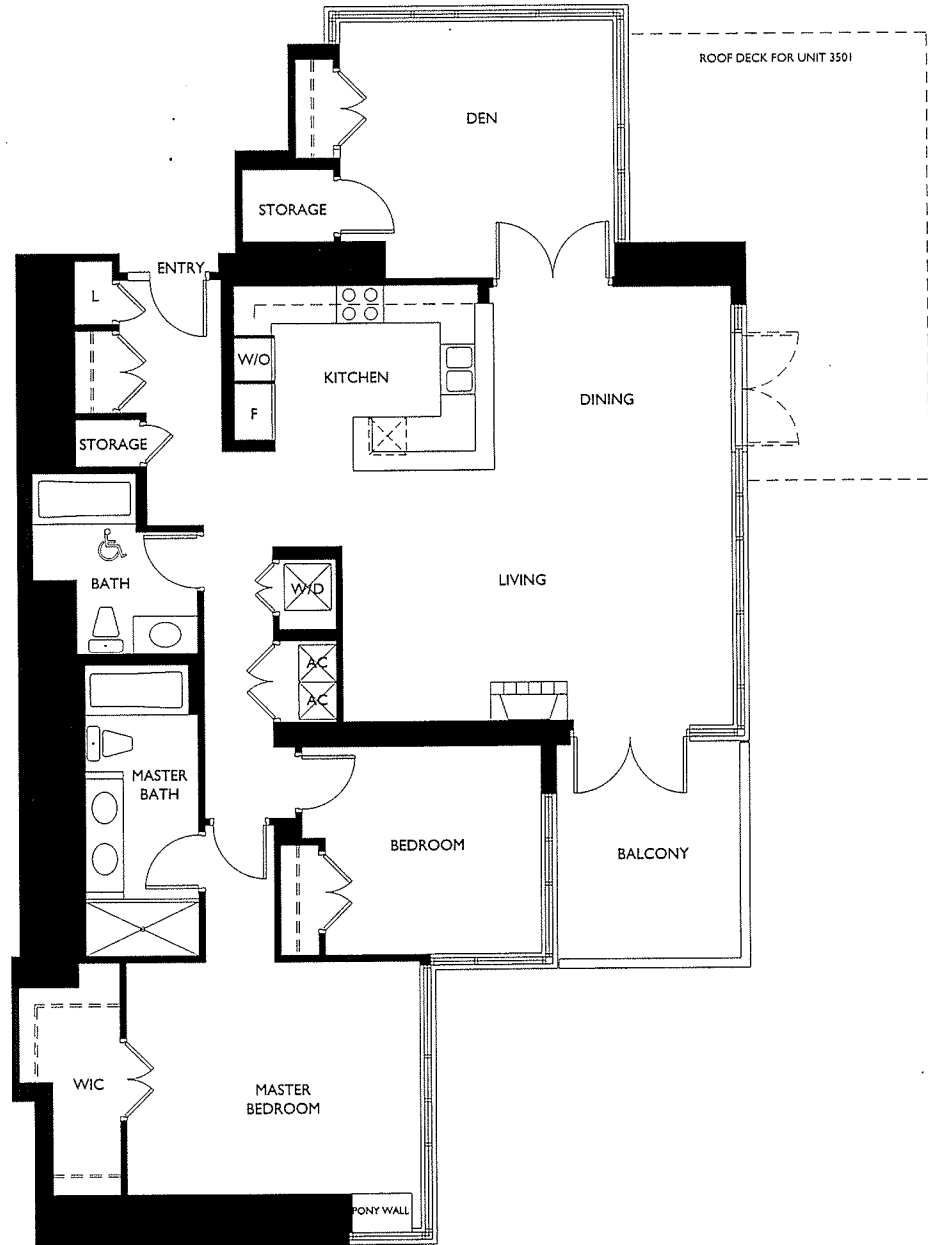 ROOF DECK FOR UNIT 3501
DEN
STORAGE
ENTRY
L
W/O
KITCHEN
F
DINING
STORAGE
BATH
W/D
LIVING
AC
AC
MASTER
BATH
BEDROOM
BALCONY
WIC
MASTER
BEDROOM
PONY WALL